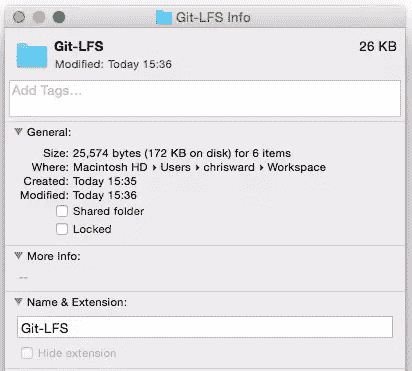 Git-LFS Info
Git-LFS 26 KB
Modified: Today 15:36
Add Tags...
General:
Size: 25,574 bytes (172 KB on disk) for 6 items
Where: Macintosh HD ▸ Users ▸ chrisward ▸ Workspace
Created: Today 15:35
Modified: Today 15:36
Shared folder
Locked
More Info:
--
Name & Extension:
Git-LFS
Hide extension